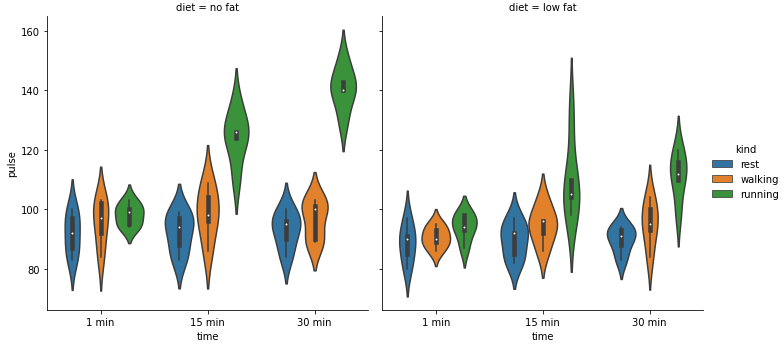 diet = no fat
diet = low fat
160
140
120
100
80
pulse
1 min
15 min
30 min
time
1 min
15 min
30 min
time
kind
rest
walking
running